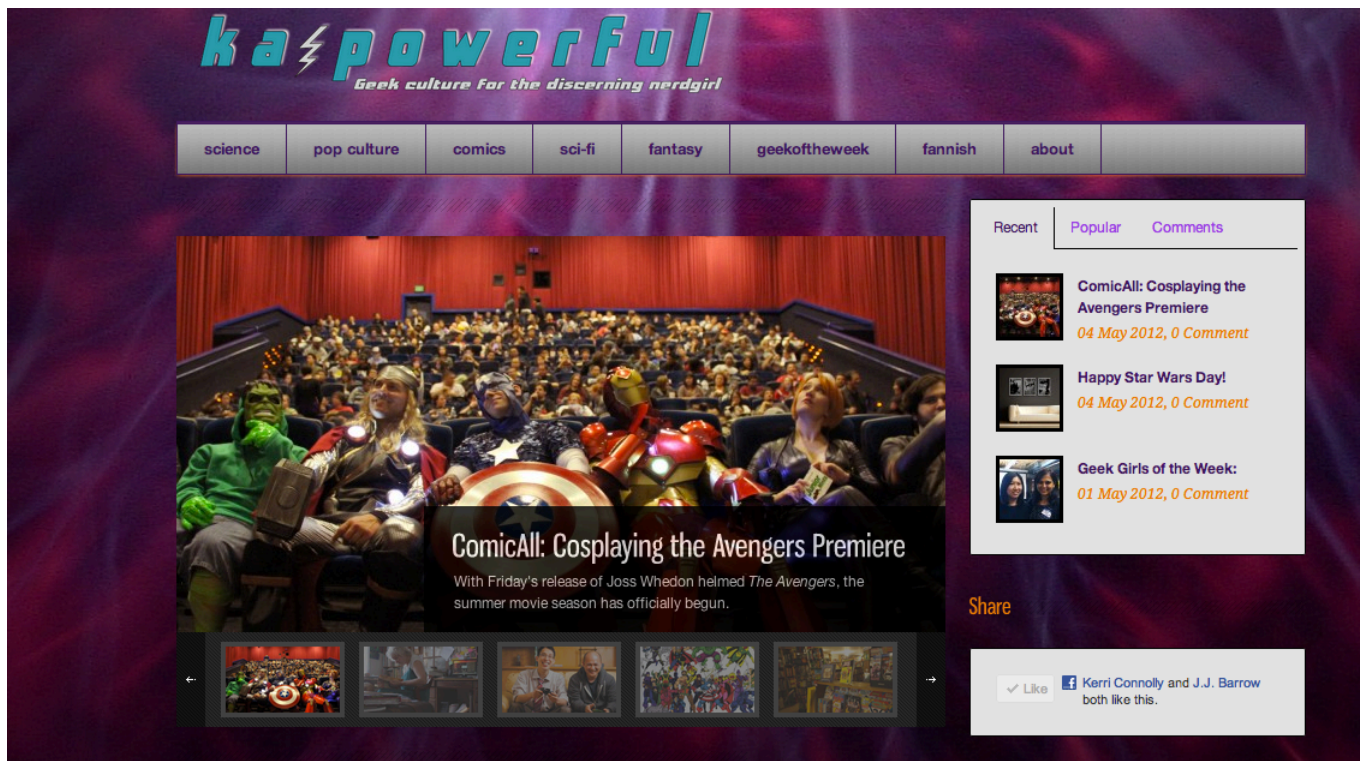 ka powerful
Geek culture for the discerning nerdgirl
science
pop culture
comics
sci-fi
fantasy
geekoftheweek
fannish
about
Recent
Popular
Comments
ComicAll: Cosplaying the
Avengers Premiere
04 May 2012, 0 Comment
Happy Star Wars Day!
04 May 2012, 0 Comment
Geek Girls of the Week:
01 May 2012, 0 Comment
ComicAll: Cosplaying the Avengers Premiere
With Friday's release of Joss Whedon helmed The Avengers, the
summer movie season has officially begun.
Share
Like
Kerri Connolly and J.J. Barrow
both like this.